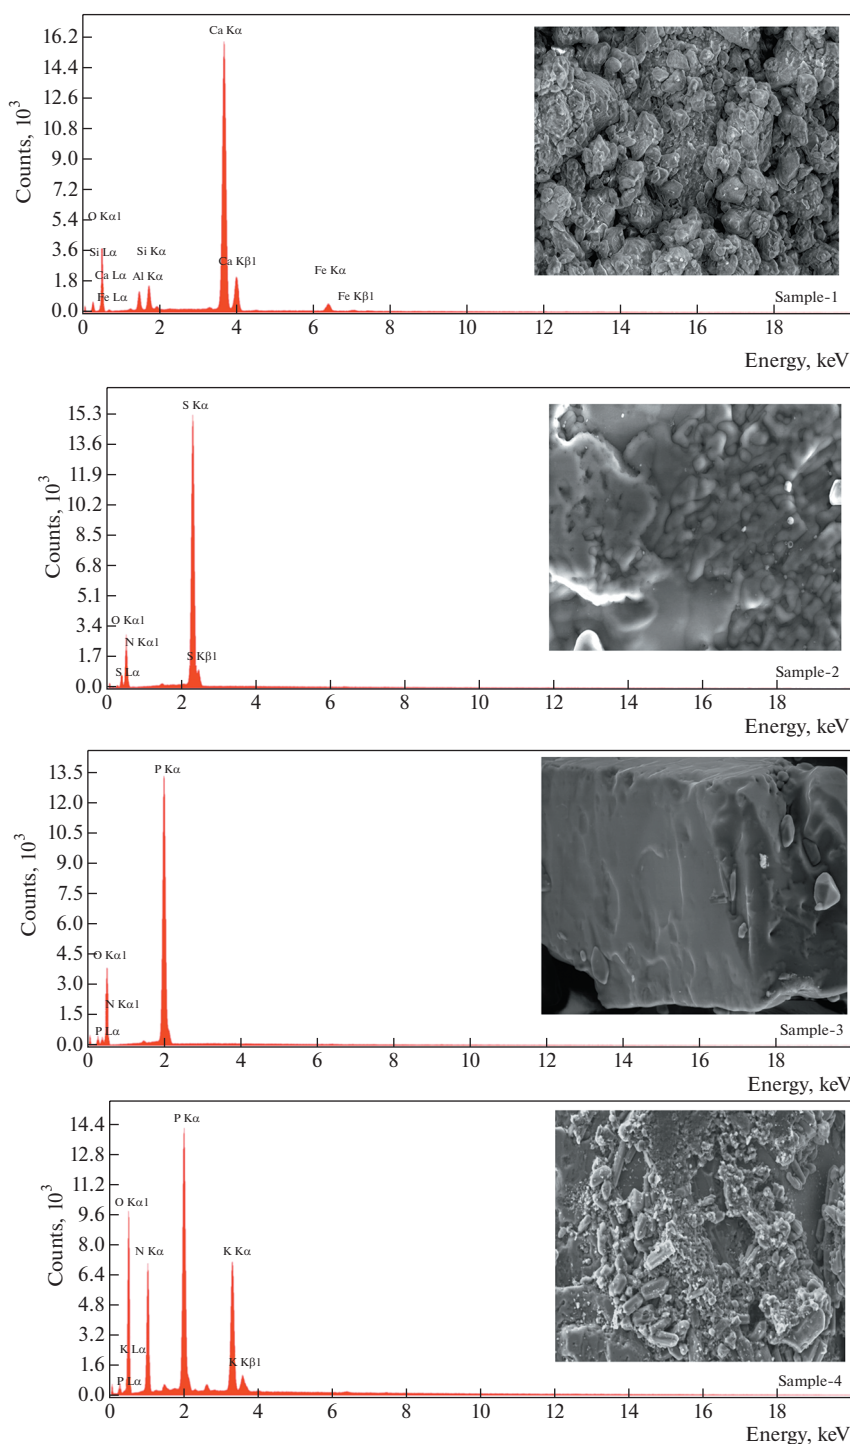 Counts, 10³
16.2
14.4
12.6
10.8
9.0
7.2
5.4
3.6
1.8
0.0
Ca Kα
O Kα1
Si Lα
Si Kα
Ca Lα
Al Kα
Fe Lα
Ca Kβ1
Fe Kα
Fe Kβ1
Sample-1
0 2 4 6 8 10 12 14 16 18
Energy, keV
Counts, 10³
15.3
13.6
11.9
10.2
8.5
6.8
5.1
3.4
1.7
0.0
S Kα
O Kα1
N Kα1
S Lα
S Kβ1
Sample-2
0 2 4 6 8 10 12 14 16 18
Energy, keV
Counts, 10³
13.5
13.0
10.5
9.0
7.5
6.0
4.5
3.0
1.5
0.0
P Kα
O Kα1
N Kα1
P Lα
Sample-3
0 2 4 6 8 10 12 14 16 18
Energy, keV
Counts, 10³
14.4
12.8
11.2
9.6
8.0
6.4
4.8
3.2
1.6
0.0
P Kα
O Kα1
N Kα
K Kα
K Lα
K Kβ1
P Lα
Sample-4
0 2 4 6 8 10 12 14 16 18
Energy, keV